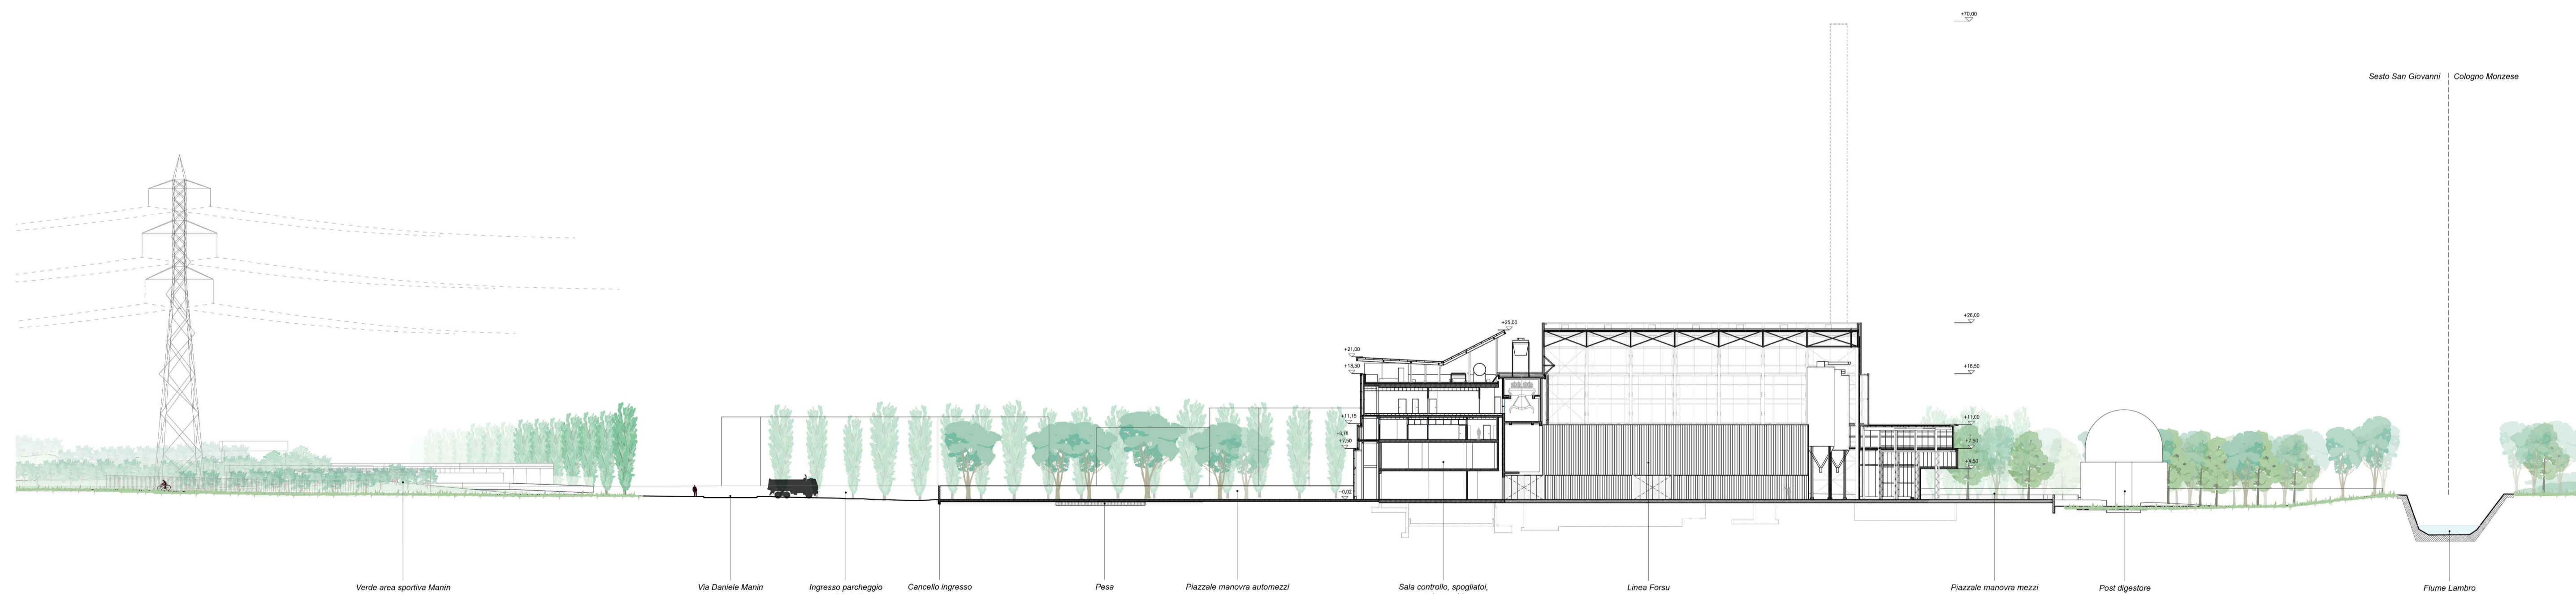 +70,00
Sesto San Giovanni
Cologno Monzese
+25,00
+26,00
+21,00
+18,50
+18,50
+11,15
+11,00
+7,50
+7,50
+4,50
-0,02
Verde area sportiva Manin
Via Daniele Manin
Ingresso parcheggio
Cancello ingresso
Pesa
Piazzale manovra automezzi
Sala controllo, spogliatoi,
Linea Forsu
Piazzale manovra mezzi
Post digestore
Fiume Lambro